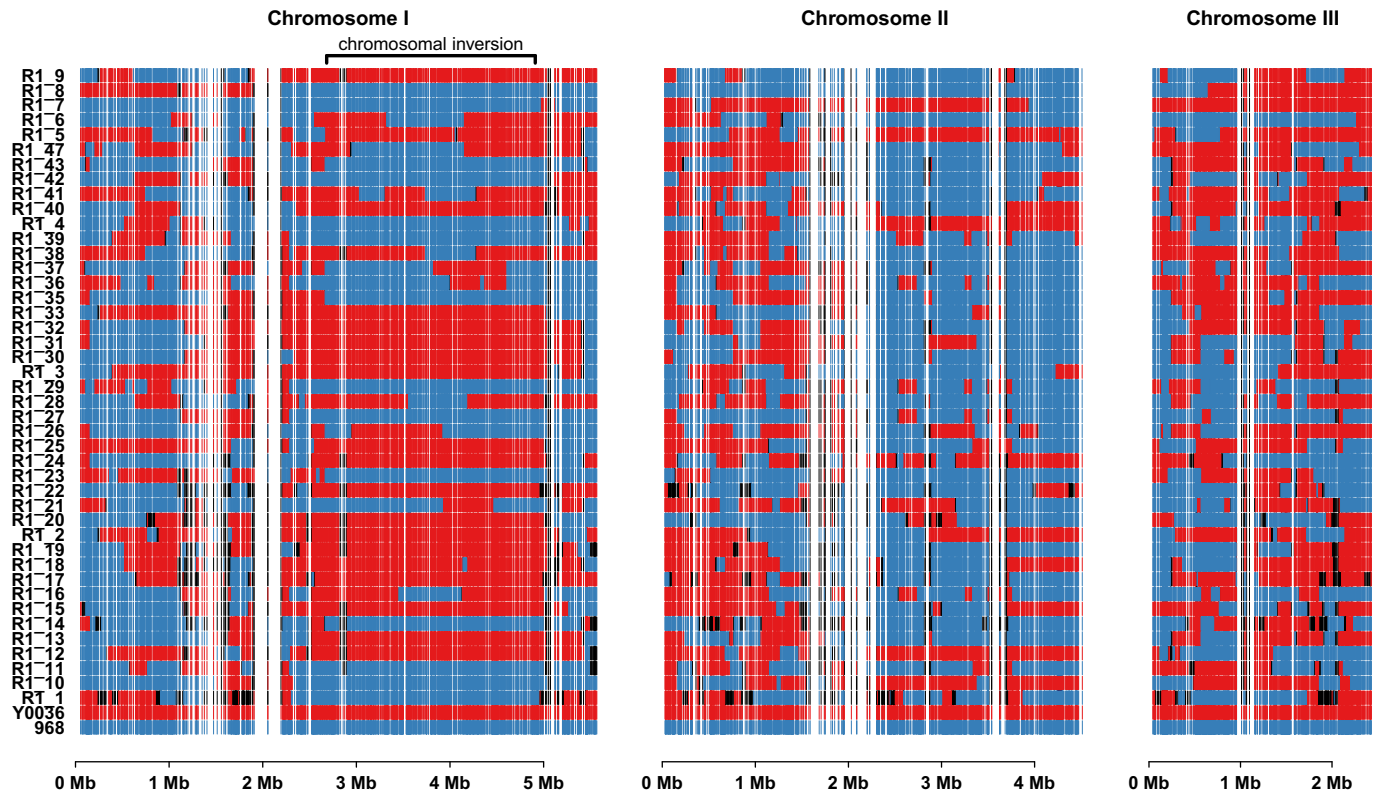 Chromosome I Chromosome II Chromosome III
chromosomal inversion
R1_9
R1_8
R1_7
R1_6
R1_5
R1_47
R1_43
R1_42
R1_41
R1_40
R1_4
R1_39
R1_38
R1_37
R1_36
R1_35
R1_33
R1_32
R1_31
R1_30
R1_3
R1_29
R1_28
R1_27
R1_26
R1_25
R1_24
R1_23
R1_22
R1_21
R1_20
R1_2
R1_19
R1_18
R1_17
R1_16
R1_15
R1_14
R1_13
R1_12
R1_11
R1_10
R1_1
Y0036
968
0 Mb 1 Mb 2 Mb 3 Mb 4 Mb 5 Mb 0 Mb 1 Mb 2 Mb 3 Mb 4 Mb 0 Mb 1 Mb 2 Mb